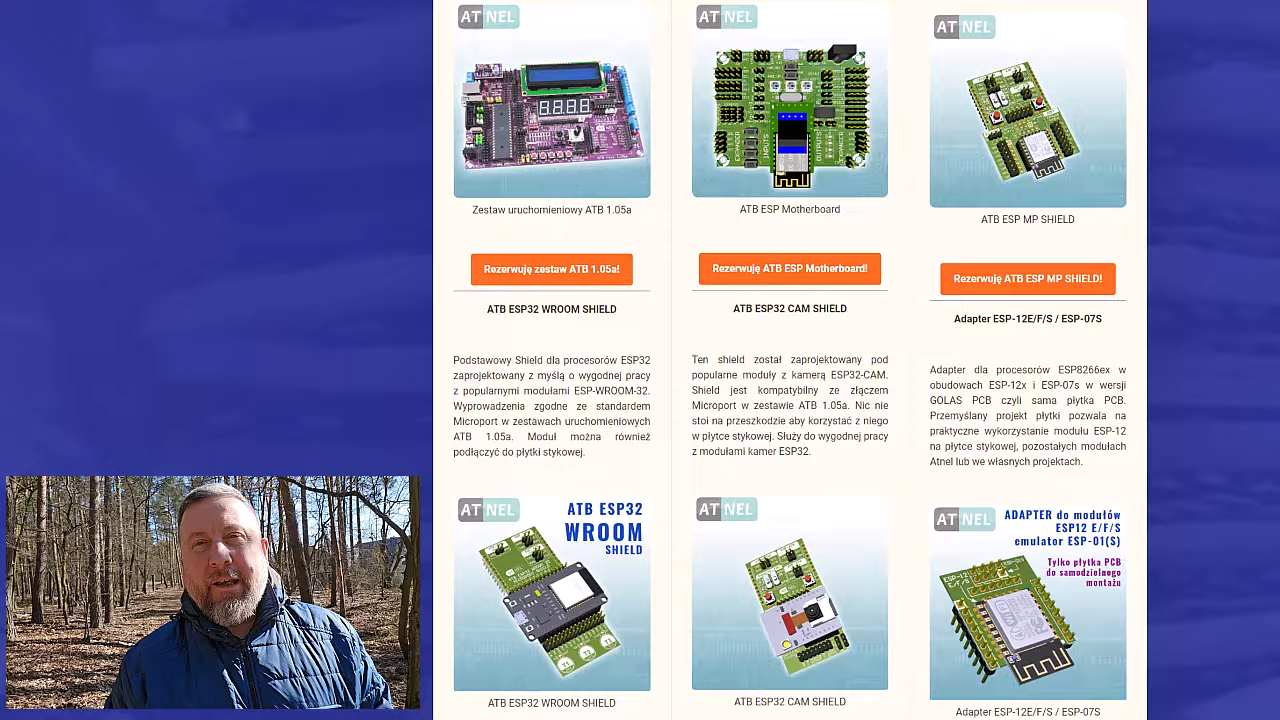 AT NEL
Zestaw uruchomieniowy ATB 1.05a
Rezerwuję zestaw ATB 1.05a!
ATB ESP32 WROOM SHIELD
Podstawowy Shield dla procesorów ESP32
zaprojektowany z myślą o wygodnej pracy
z popularnymi modułami ESP-WROOM-32.
Wyprowadzenia zgodne ze standardem
Microport w zestawach uruchomieniowych
ATB 1.05a. Moduł można również
podłączyć do płytki stykowej.
AT NEL
ATB ESP32
WROOM
SHIELD
ATB ESP32 WROOM SHIELD
AT NEL
EXPANDER
INPUTS
OUTPUTS
EXPANDER
ATB ESP Motherboard
Rezerwuję ATB ESP Motherboard!
ATB ESP32 CAM SHIELD
Ten shield został zaprojektowany pod
popularne moduły z kamerą ESP32-CAM.
Shield jest kompatybilny ze złączem
Microport w zestawie ATB 1.05a. Nic nie
stoi na przeszkodzie aby korzystać z niego
w płytce stykowej. Służy do wygodnej pracy
z modułami kamer ESP32.
AT NEL
ATB ESP32 CAM SHIELD
AT NEL
ATB ESP MP SHIELD
Rezerwuję ATB ESP MP SHIELD!
Adapter ESP-12E/F/S / ESP-07S
Adapter dla procesorów ESP8266ex w
obudowach ESP-12x i ESP-07s w wersji
GOLAS PCB czyli sama płytka PCB.
Przemyślany projekt płytki pozwala na
praktyczne wykorzystanie modułu ESP-12
na płytce stykowej, pozostałych modułach
Atnel lub we własnych projektach.
AT NEL
ADAPTER do modułów
ESP12 E/F/S
emulator ESP-01(S)
Tylko płytka PCB
do samodzielnego
montażu
Adapter ESP-12E/F/S / ESP-07S